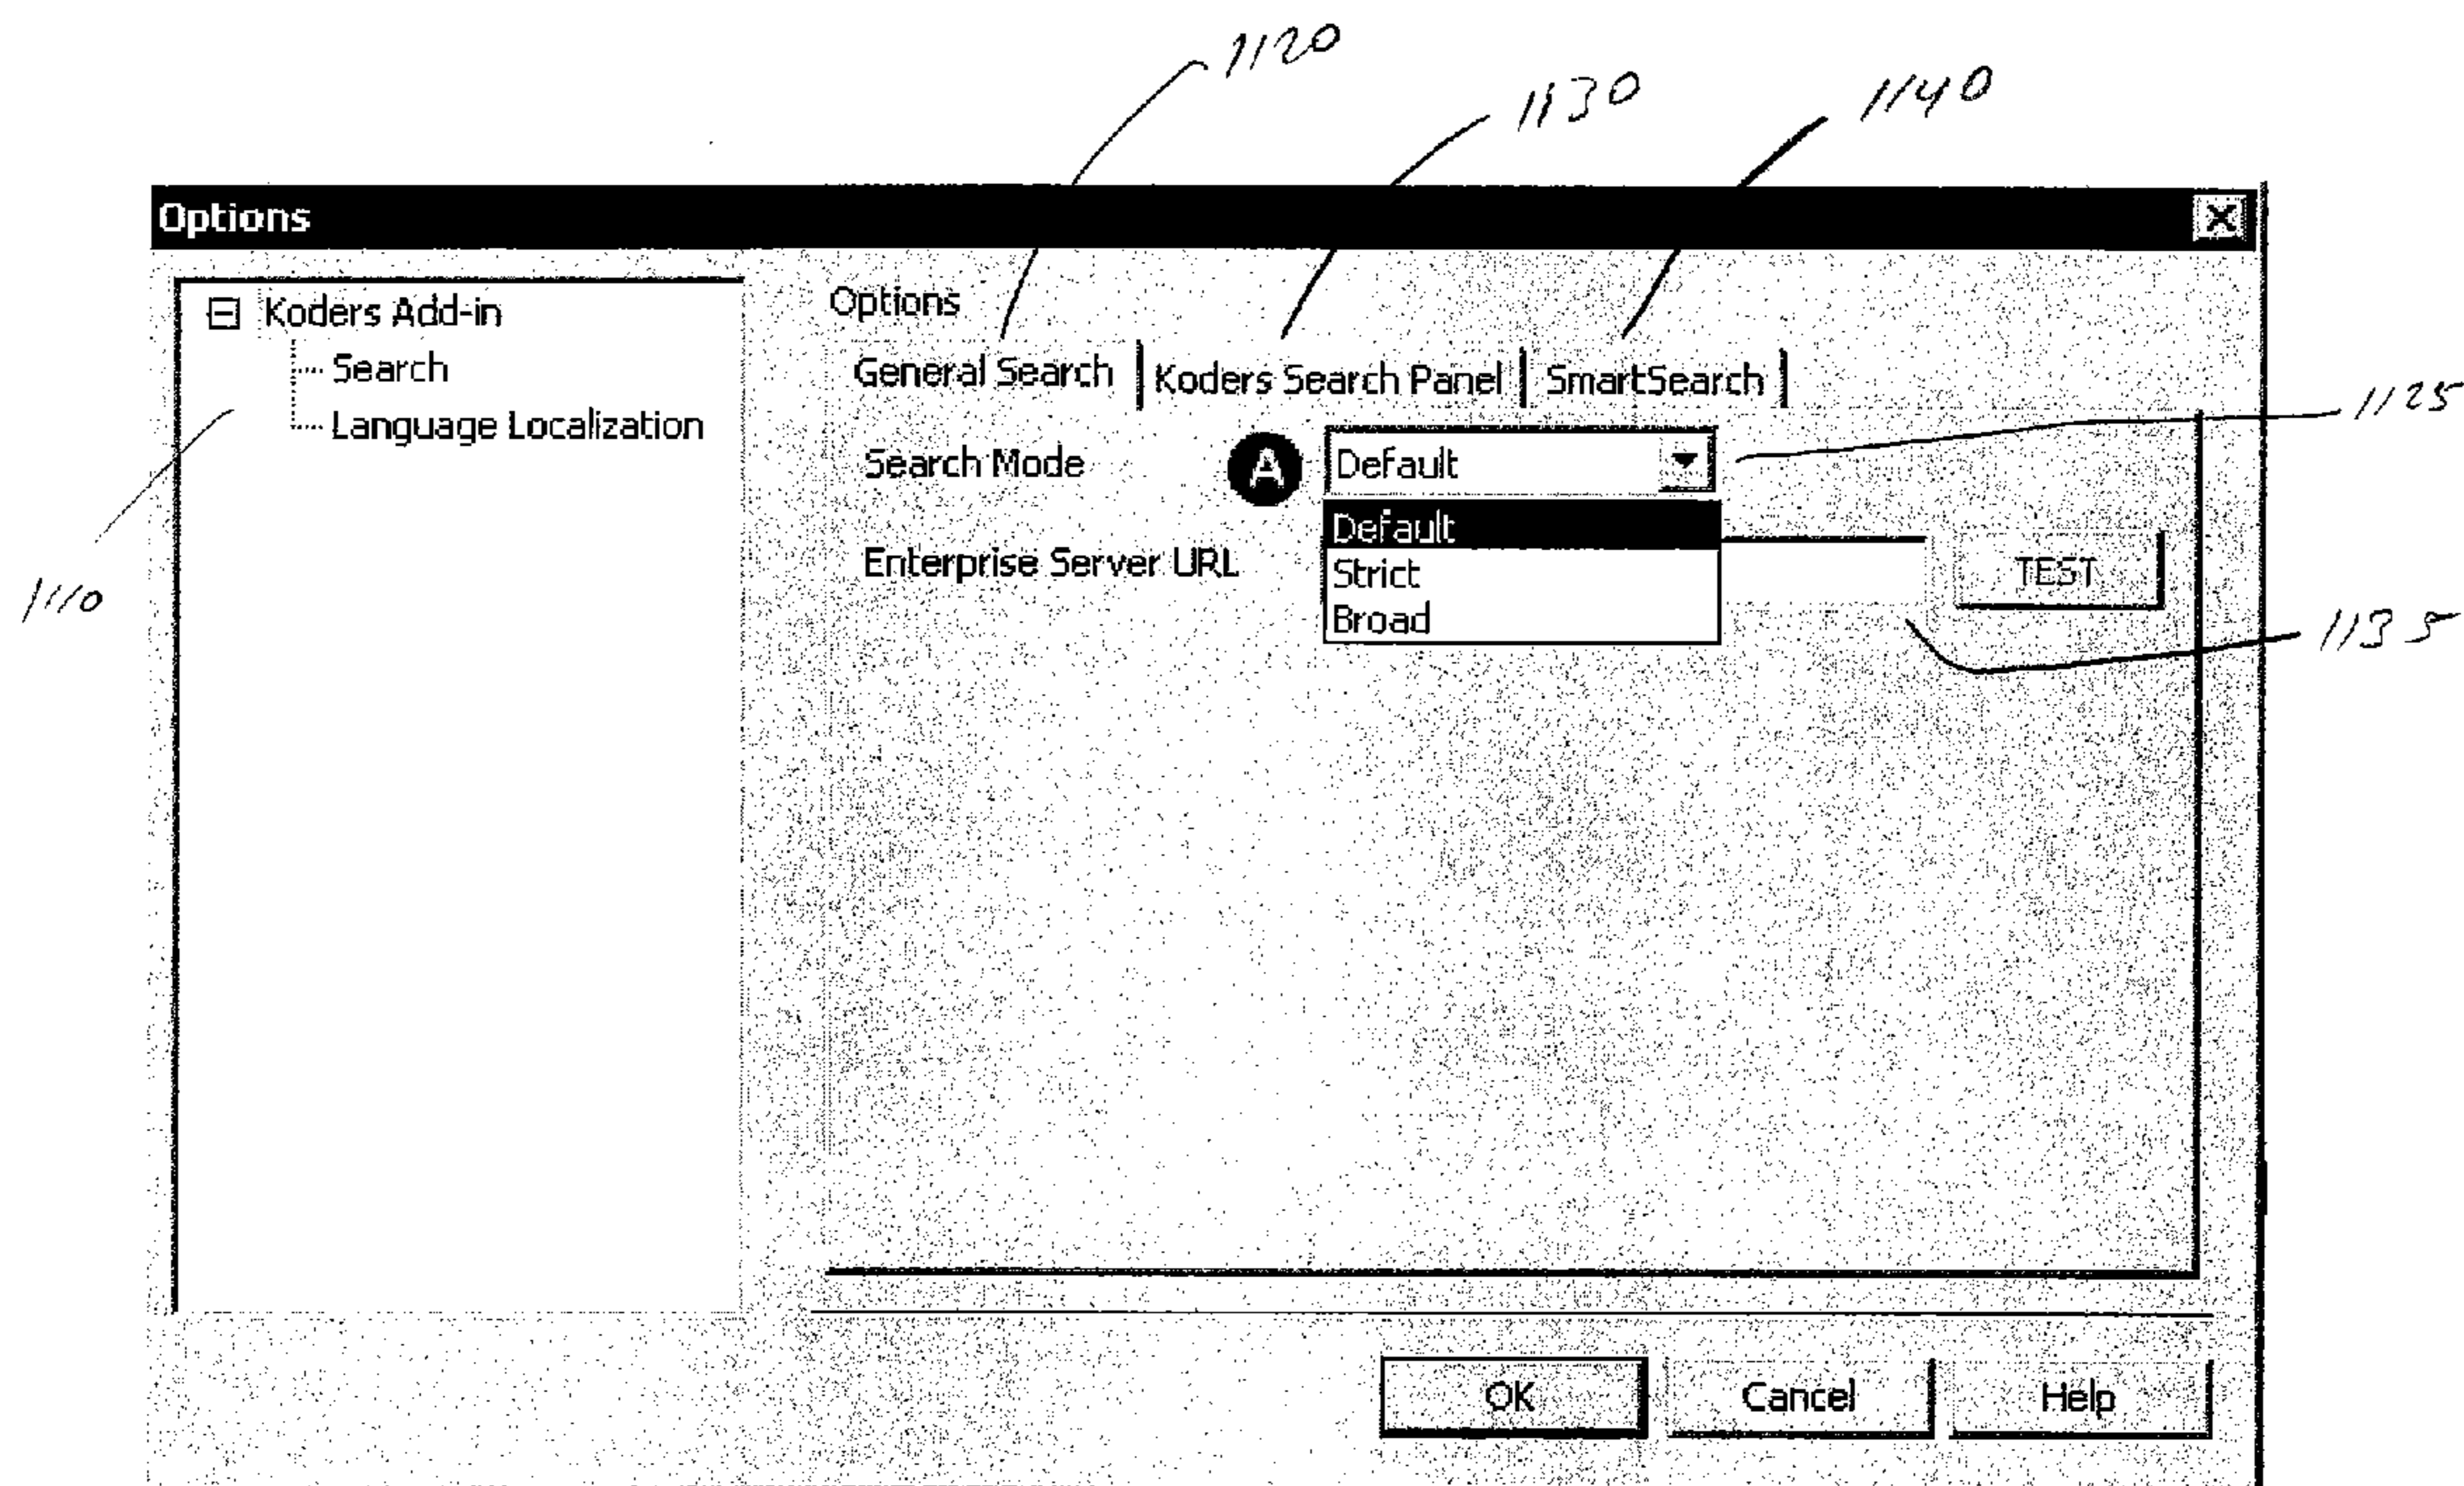 1120
1130
1140
Options
Koders Add-in
Search
Language Localization
1110
Options
General Search
Koders Search Panel
SmartSearch
1125
Search Mode
A
Default
Default
Strict
Broad
Enterprise Server URL
TEST
1135
OK
Cancel
Help